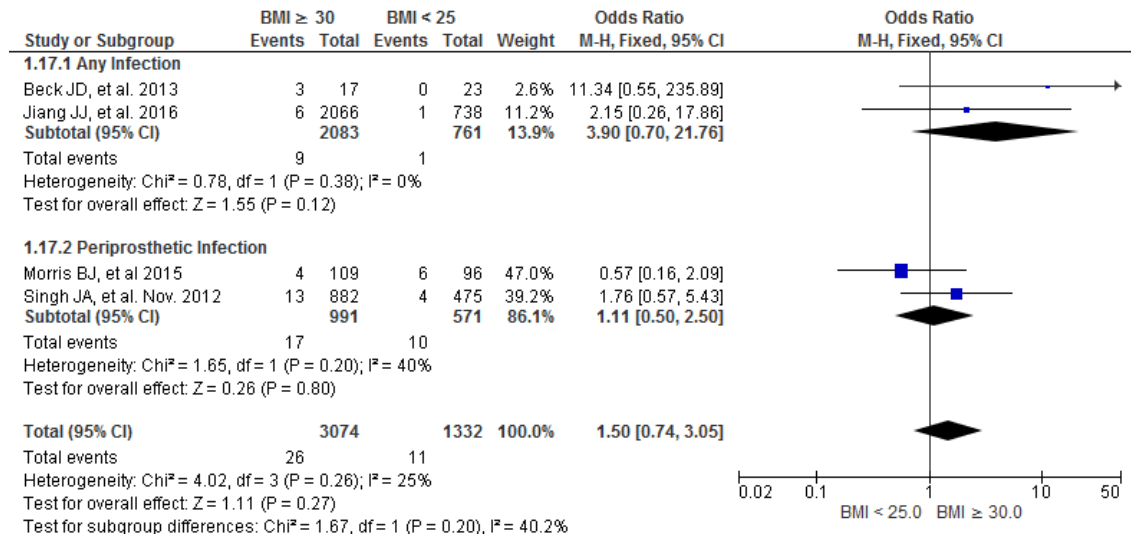 BMI ≥ 30 BMI < 25 Odds Ratio Odds Ratio
Study or Subgroup Events Total Events Total Weight M-H, Fixed, 95% CI M-H, Fixed, 95% CI
1.17.1 Any Infection
Beck JD, et al. 2013 3 17 0 23 2.6% 11.34 [0.55, 235.89]
Jiang JJ, et al. 2016 6 2066 1 738 11.2% 2.15 [0.26, 17.86]
Subtotal (95% CI) 2083 761 13.9% 3.90 [0.70, 21.76]
Total events 9 1
Heterogeneity: Chi² = 0.78, df = 1 (P = 0.38); I² = 0%
Test for overall effect: Z = 1.55 (P = 0.12)
1.17.2 Periprosthetic Infection
Morris BJ, et al 2015 4 109 6 96 47.0% 0.57 [0.16, 2.09]
Singh JA, et al. Nov. 2012 13 882 4 475 39.2% 1.76 [0.57, 5.43]
Subtotal (95% CI) 991 571 86.1% 1.11 [0.50, 2.50]
Total events 17 10
Heterogeneity: Chi² = 1.65, df = 1 (P = 0.20); I² = 40%
Test for overall effect: Z = 0.26 (P = 0.80)
Total (95% CI) 3074 1332 100.0% 1.50 [0.74, 3.05]
Total events 26 11
Heterogeneity: Chi² = 4.02, df = 3 (P = 0.26); I² = 25%
Test for overall effect: Z = 1.11 (P = 0.27)
Test for subgroup differences: Chi² = 1.67, df = 1 (P = 0.20), I² = 40.2%
0.02 0.1 1 10 50
BMI < 25.0 BMI ≥ 30.0